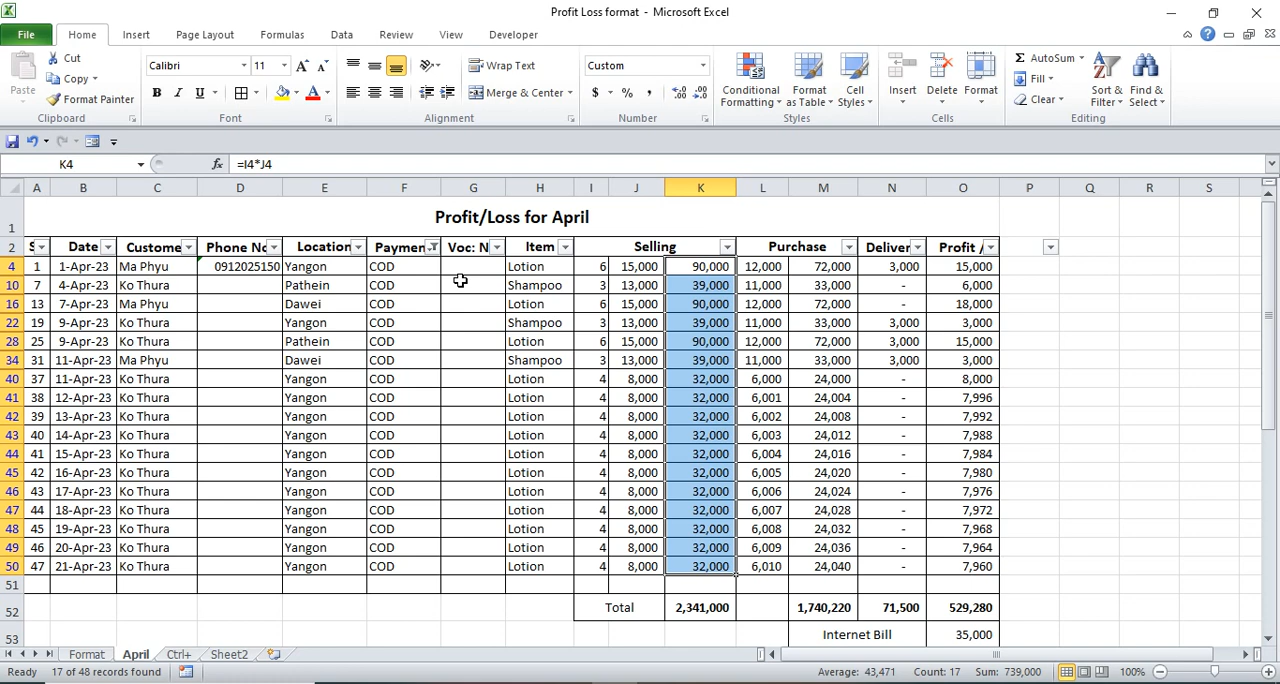 Profit Loss format - Microsoft Excel
File Home Insert Page Layout Formulas Data Review View Developer
Cut
Copy
Format Painter
Paste
Clipboard
Calibri 11
B I U
Font
Wrap Text
Merge & Center
Alignment
Custom
$ % ,
Number
Conditional Formatting
Format as Table
Cell Styles
Styles
Insert Delete Format
Cells
AutoSum
Fill
Clear
Sort & Filter
Find & Select
Editing
K4 fx =I4*J4
A B C D E F G H I J K L M N O P Q R S
1 Profit/Loss for April
2 S Date Custome Phone No Location Paymen Voc: N Item Selling Purchase Deliver Profit /
4 1 1-Apr-23 Ma Phyu 0912025150 Yangon COD Lotion 6 15,000 90,000 12,000 72,000 3,000 15,000
10 7 4-Apr-23 Ko Thura Pathein COD Shampoo 3 13,000 39,000 11,000 33,000 - 6,000
16 13 7-Apr-23 Ma Phyu Dawei COD Lotion 6 15,000 90,000 12,000 72,000 - 18,000
22 19 9-Apr-23 Ko Thura Yangon COD Shampoo 3 13,000 39,000 11,000 33,000 3,000 3,000
28 25 9-Apr-23 Ko Thura Pathein COD Lotion 6 15,000 90,000 12,000 72,000 3,000 15,000
34 31 11-Apr-23 Ma Phyu Dawei COD Shampoo 3 13,000 39,000 11,000 33,000 3,000 3,000
40 37 11-Apr-23 Ko Thura Yangon COD Lotion 4 8,000 32,000 6,000 24,000 - 8,000
41 38 12-Apr-23 Ko Thura Yangon COD Lotion 4 8,000 32,000 6,001 24,004 - 7,996
42 39 13-Apr-23 Ko Thura Yangon COD Lotion 4 8,000 32,000 6,002 24,008 - 7,992
43 40 14-Apr-23 Ko Thura Yangon COD Lotion 4 8,000 32,000 6,003 24,012 - 7,988
44 41 15-Apr-23 Ko Thura Yangon COD Lotion 4 8,000 32,000 6,004 24,016 - 7,984
45 42 16-Apr-23 Ko Thura Yangon COD Lotion 4 8,000 32,000 6,005 24,020 - 7,980
46 43 17-Apr-23 Ko Thura Yangon COD Lotion 4 8,000 32,000 6,006 24,024 - 7,976
47 44 18-Apr-23 Ko Thura Yangon COD Lotion 4 8,000 32,000 6,007 24,028 - 7,972
48 45 19-Apr-23 Ko Thura Yangon COD Lotion 4 8,000 32,000 6,008 24,032 - 7,968
49 46 20-Apr-23 Ko Thura Yangon COD Lotion 4 8,000 32,000 6,009 24,036 - 7,964
50 47 21-Apr-23 Ko Thura Yangon COD Lotion 4 8,000 32,000 6,010 24,040 - 7,960
51
52 Total 2,341,000 1,740,220 71,500 529,280
53 Internet Bill 35,000
Format April Ctrl+ Sheet2
Ready 17 of 48 records found Average: 43,471 Count: 17 Sum: 739,000 100%